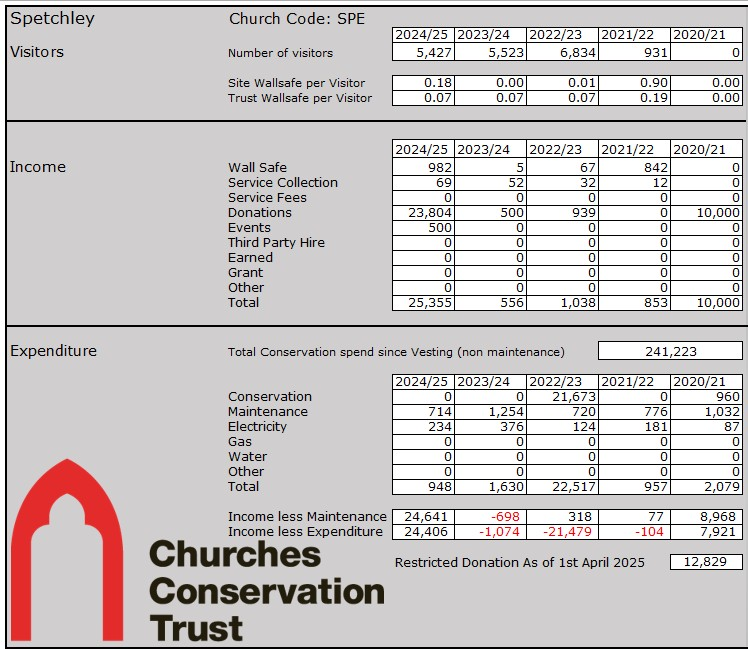 Spetchley Church Code: SPE
2024/25 2023/24 2022/23 2021/22 2020/21
Visitors Number of visitors 5,427 5,523 6,834 931 0
Site Wallsafe per Visitor 0.18 0.00 0.01 0.90 0.00
Trust Wallsafe per Visitor 0.07 0.07 0.07 0.19 0.00
2024/25 2023/24 2022/23 2021/22 2020/21
Income Wall Safe 982 5 67 842 0
Service Collection 69 52 32 12 0
Service Fees 0 0 0 0 0
Donations 23,804 500 939 0 10,000
Events 500 0 0 0 0
Third Party Hire 0 0 0 0 0
Earned 0 0 0 0 0
Grant 0 0 0 0 0
Other 0 0 0 0 0
Total 25,355 556 1,038 853 10,000
Expenditure Total Conservation spend since Vesting (non maintenance) 241,223
2024/25 2023/24 2022/23 2021/22 2020/21
Conservation 0 0 21,673 0 960
Maintenance 714 1,254 720 776 1,032
Electricity 234 376 124 181 87
Gas 0 0 0 0 0
Water 0 0 0 0 0
Other 0 0 0 0 0
Total 948 1,630 22,517 957 2,079
Income less Maintenance 24,641 -698 318 77 8,968
Income less Expenditure 24,406 -1,074 -21,479 -104 7,921
Restricted Donation As of 1st April 2025 12,829
Churches
Conservation
Trust